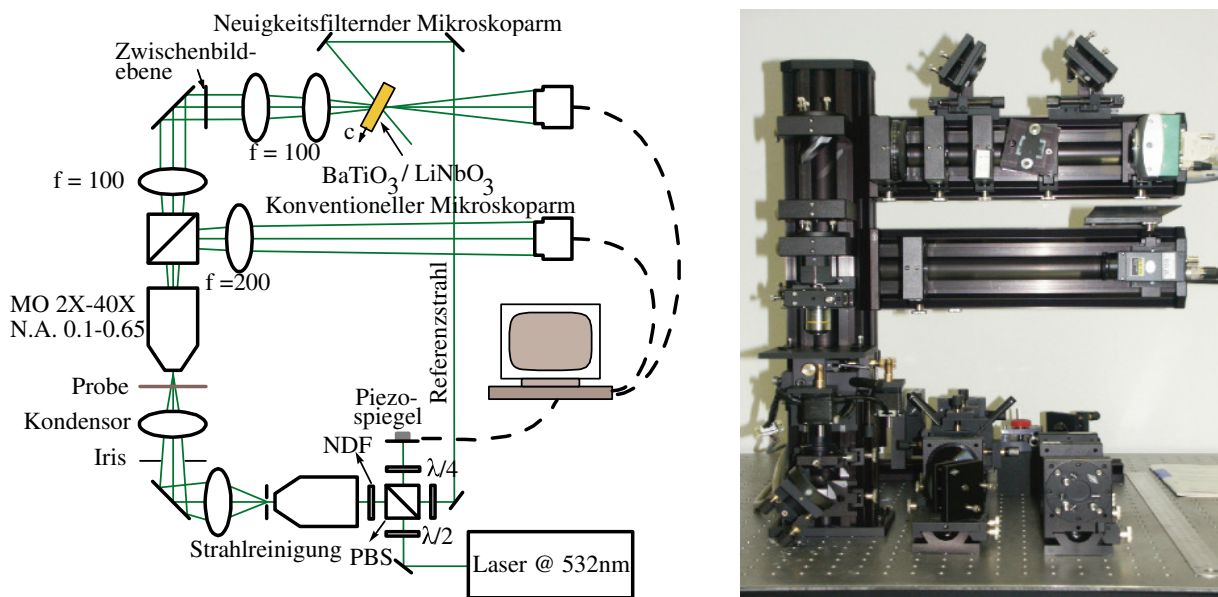 Neuigkeitsfilternder Mikroskoparm
Zwischenbild-
ebene
c
f = 100
BaTiO3 / LiNbO3
f = 100
Konventioneller Mikroskoparm
f =200
MO 2X-40X
N.A. 0.1-0.65
Referenzstrahl
Probe
Kondensor
Iris
Piezo-
spiegel
NDF
λ/4
Strahlreinigung
PBS
λ/2
Laser @ 532nm